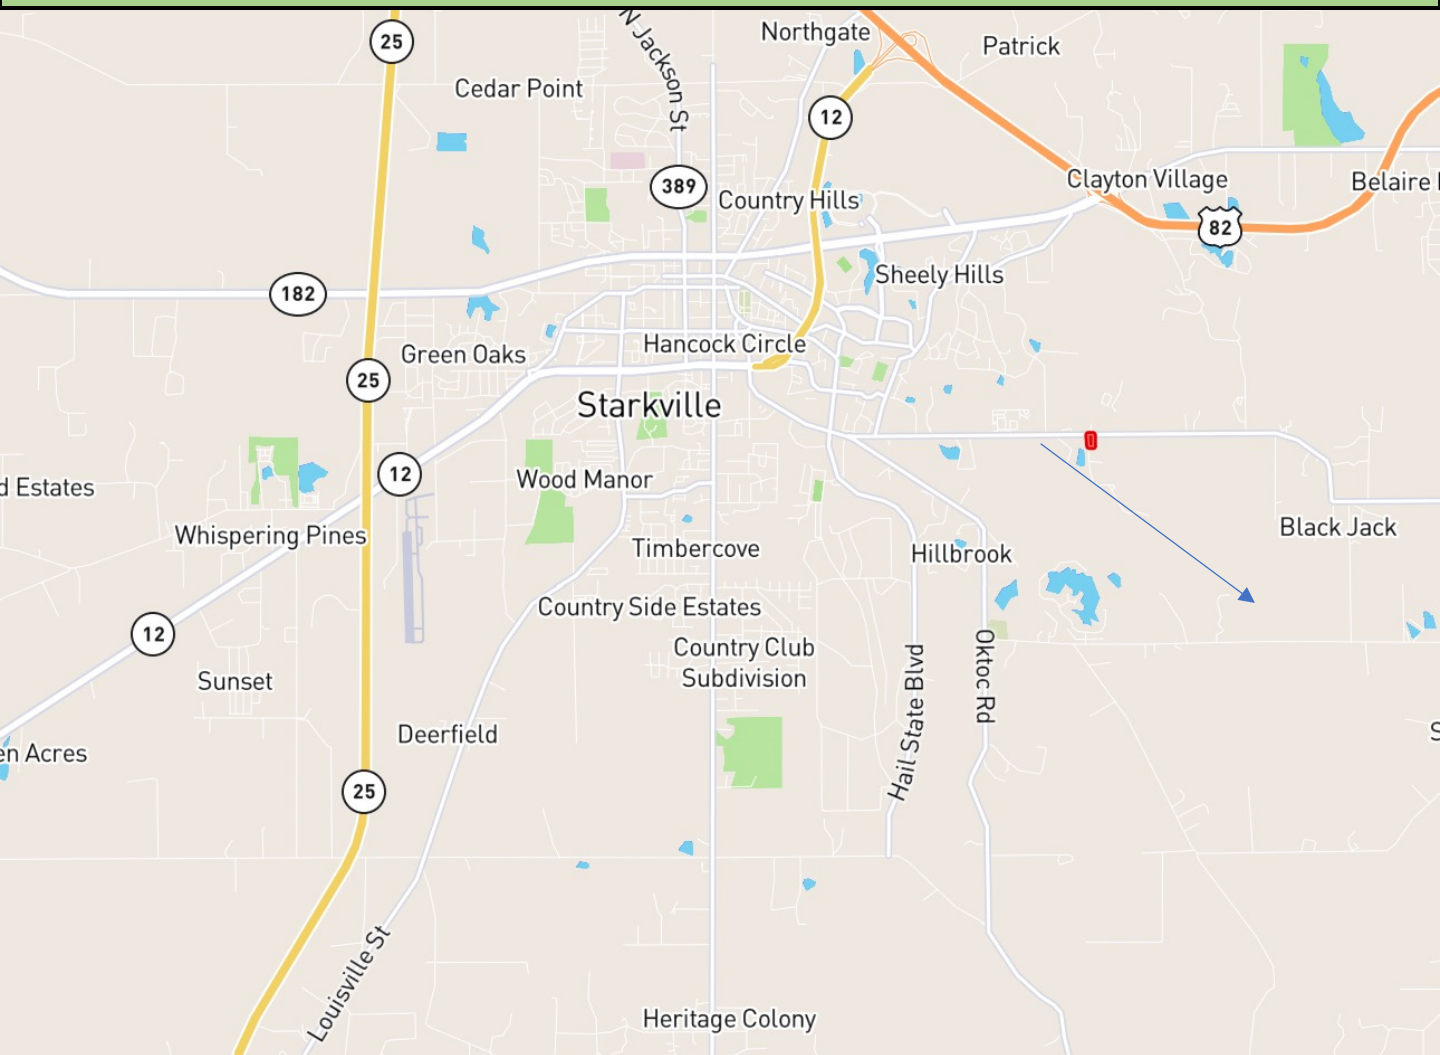 N Jackson St
Northgate
Patrick
25
Cedar Point
12
389
Country Hills
Clayton Village
Belaire
82
182
Sheely Hills
Hancock Circle
Green Oaks
25
Starkville
12
Wood Manor
d Estates
Whispering Pines
Black Jack
Timbercove
Hillbrook
Country Side Estates
12
Country Club
Subdivision
Sunset
Hail State Blvd
Oktoc Rd
Deerfield
S
en Acres
25
Louisville St
Heritage Colony